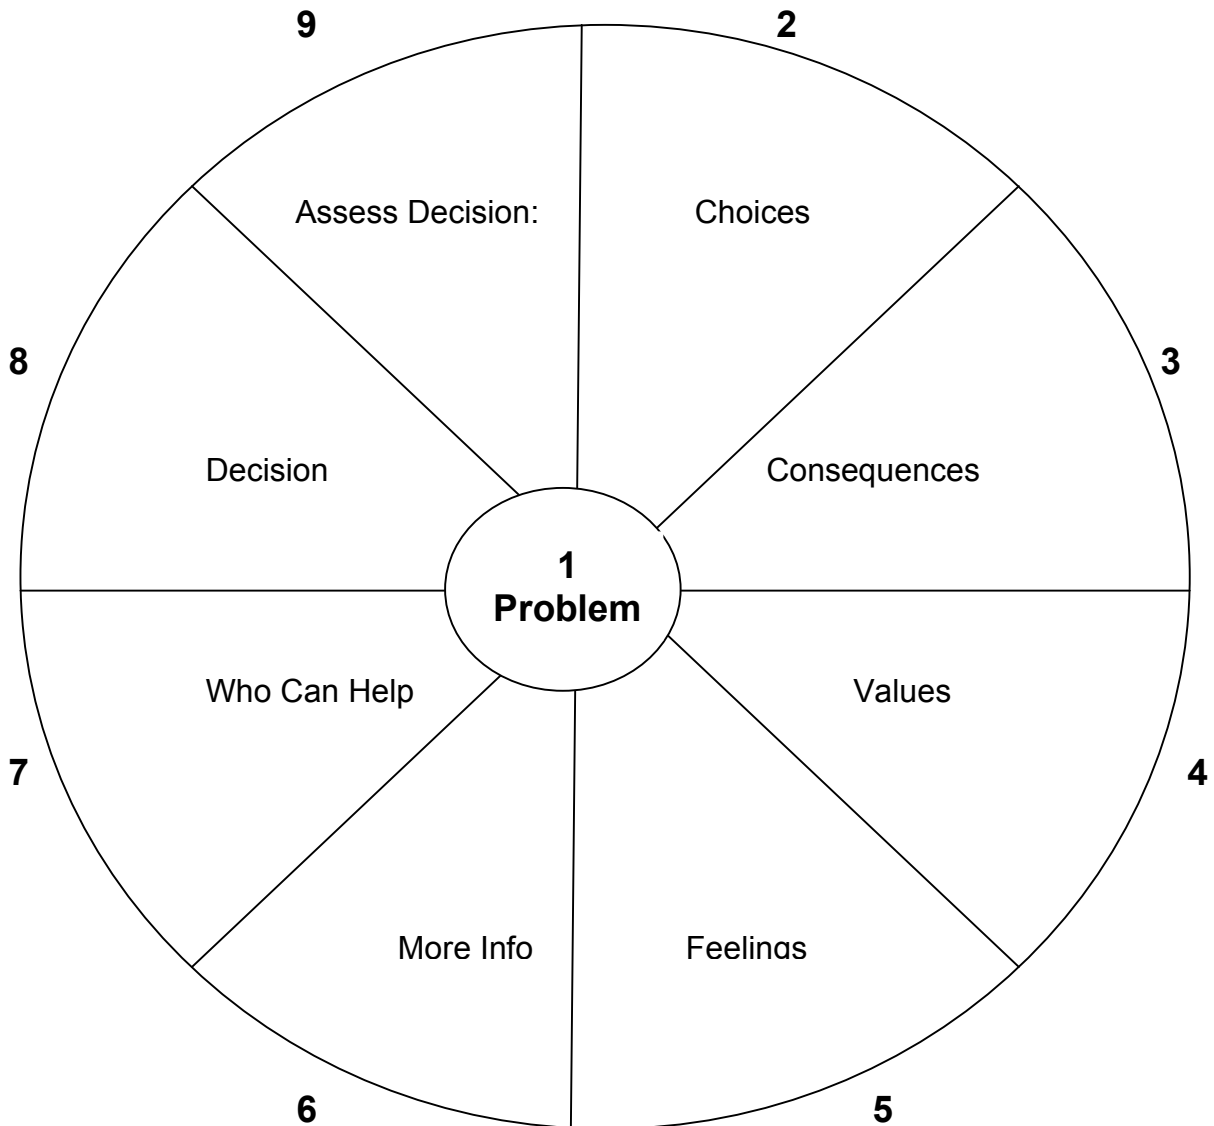 9
2
Assess Decision:
Choices
8
3
Decision
Consequences
1
Problem
Who Can Help
Values
7
4
More Info
Feelings
6
5